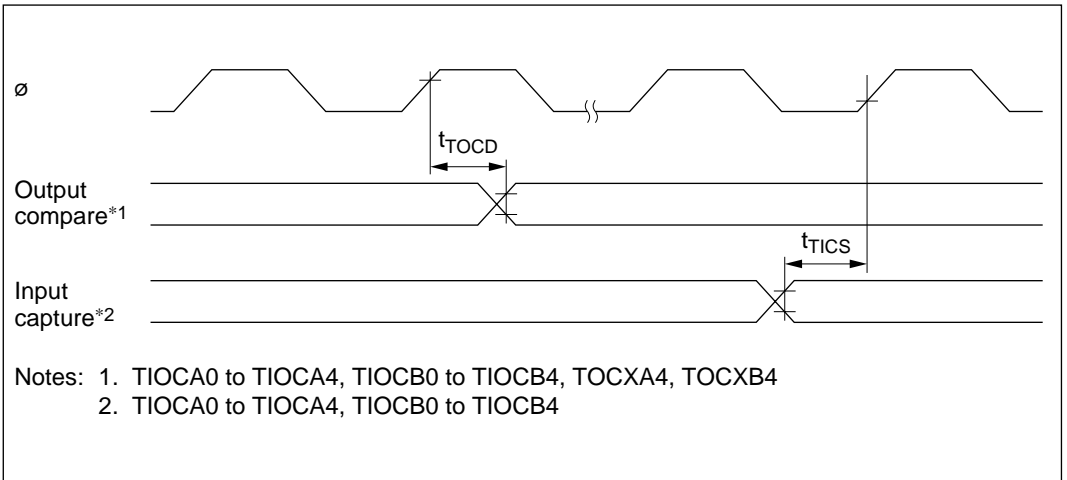 ø
tTOCD
Output
compare*1
tTICS
Input
capture*2
Notes: 1. TIOCA0 to TIOCA4, TIOCB0 to TIOCB4, TOCXA4, TOCXB4
2. TIOCA0 to TIOCA4, TIOCB0 to TIOCB4